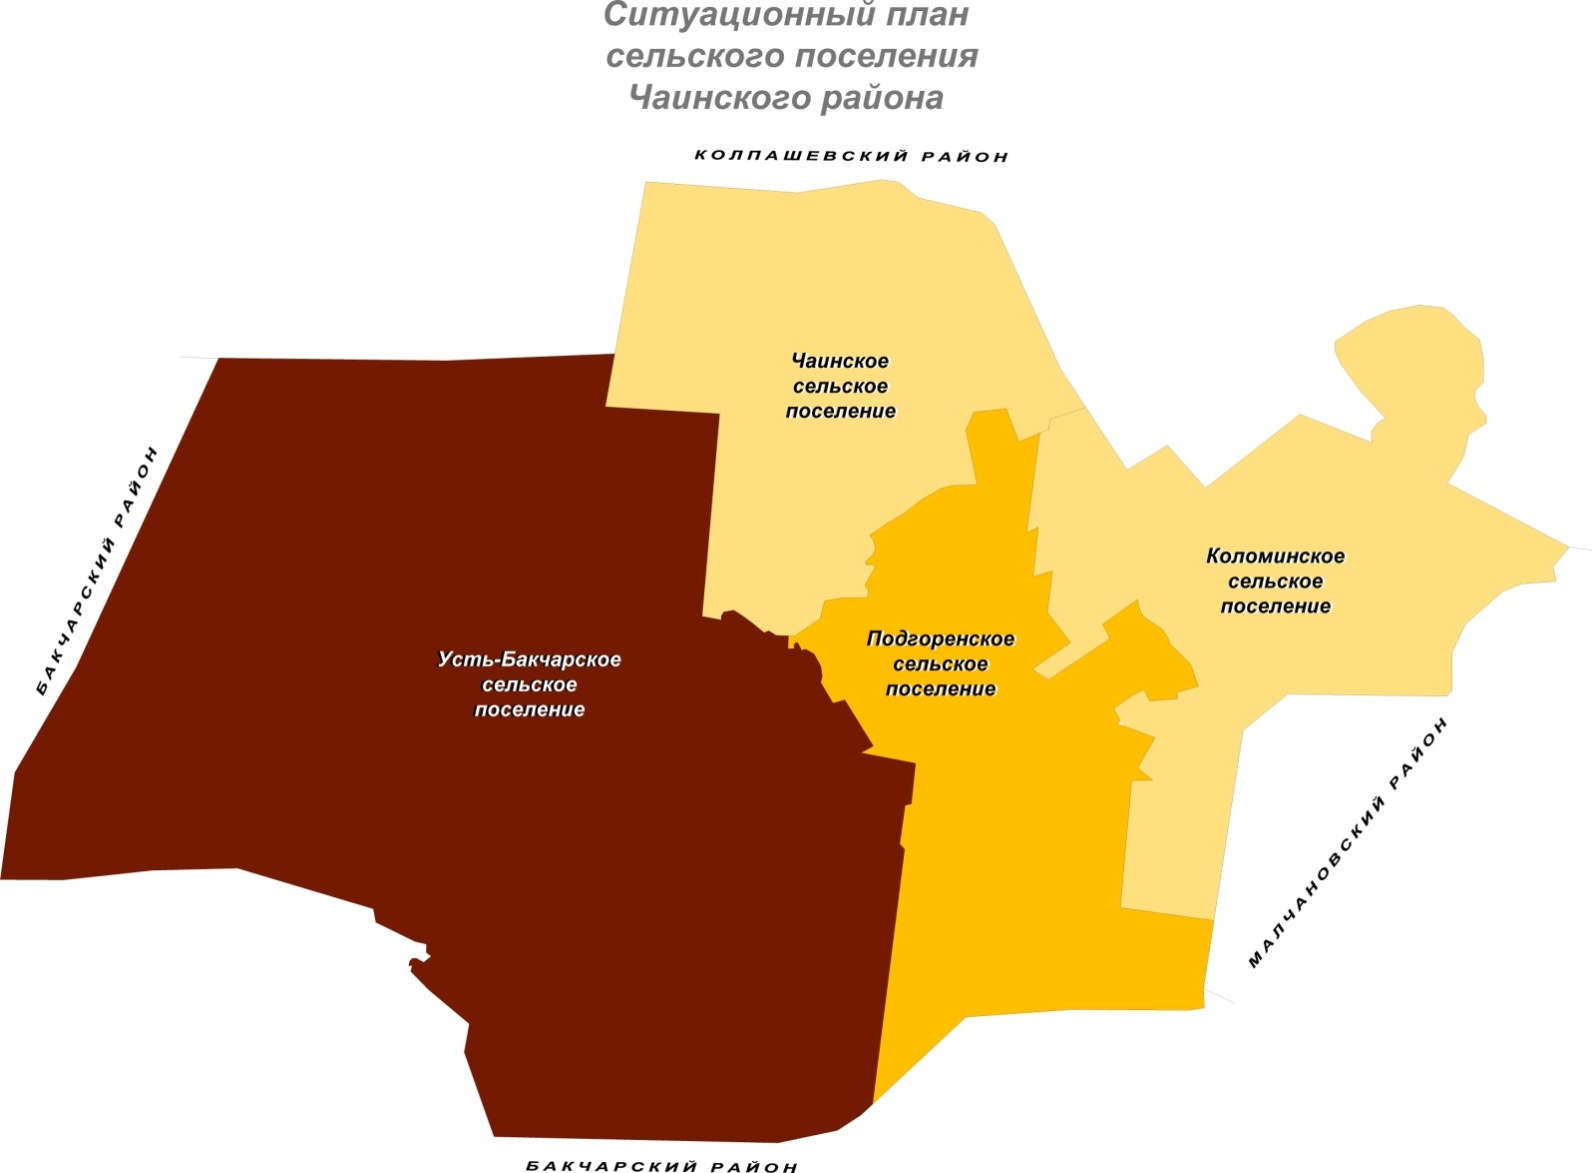 Ситуационный план
сельского поселения
Чаинского района
КОЛПАШЕВСКИЙ РАЙОН
Чаинское
сельское
поселение
БАКЧАРСКИЙ РАЙОН
Коломинское
сельское
поселение
Подгоренское
сельское
поселение
Усть-Бакчарское
сельское
поселение
МАЛЧАНОВСКИЙ РАЙОН
БАКЧАРСКИЙ РАЙОН